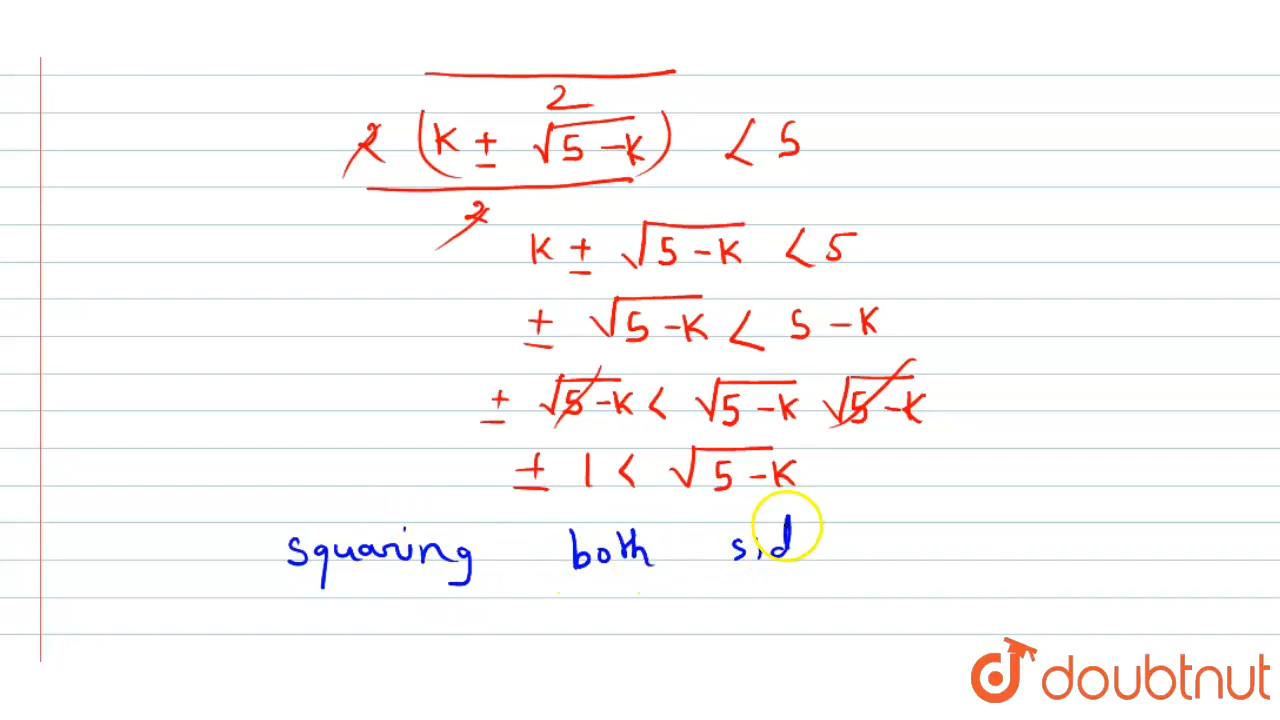 2
2 (K ± √5-K) < 5
2
K ± √5-K < 5
± √5-K < 5-K
± √5-K < √5-K √5-K
± 1 < √5-K
squaring both sid
doubtnut